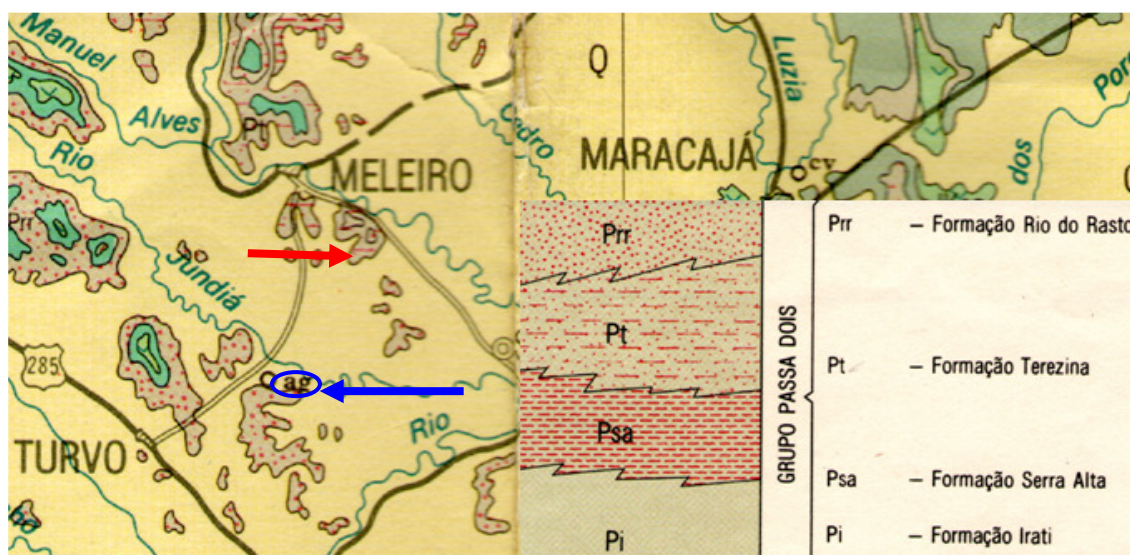 Manuel
Alves
Rio
Pt
MELEIRO
Cedro
Q
Luzia
MARACAJÁ
cv
dos
Prr
Jundiá
285
ag
Rio
TURVO
Prr
Pt
Psa
Pi
GRUPO PASSA DOIS
Prr – Formação Rio do Rasto
Pt – Formação Terezina
Psa – Formação Serra Alta
Pi – Formação Irati